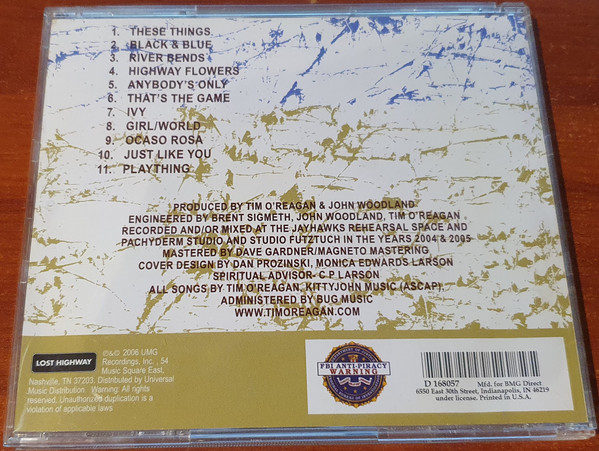 1. THESE THINGS
2. BLACK & BLUE
3. RIVER BENDS
4. HIGHWAY FLOWERS
5. ANYBODY'S ONLY
6. THAT'S THE GAME
7. IVY
8. GIRL/WORLD
9. OCASO ROSA
10. JUST LIKE YOU
11. PLAYTHING
PRODUCED BY TIM O'REAGAN & JOHN WOODLAND
ENGINEERED BY BRENT SIGMETH, JOHN WOODLAND, TIM O'REAGAN
RECORDED AND/OR MIXED AT THE JAYHAWKS REHEARSAL SPACE AND
PACHYDERM STUDIO AND STUDIO FUTZTUCH IN THE YEARS 2004 & 2005
MASTERED BY DAVE GARDNER/MAGNETO MASTERING
COVER DESIGN BY DAN PROZINSKI, MONICA EDWARDS LARSON
SPIRITUAL ADVISOR- C P LARSON
ALL SONGS BY TIM O'REAGAN, KITTYJOHN MUSIC (ASCAP).
ADMINISTERED BY BUG MUSIC
WWW.TIMOREAGAN.COM
LOST HIGHWAY
℗&© 2006 UMG
Recordings, Inc. , 54
Music Square East,
Nashville, TN 37203. Distributed by Universal
Music Distribution. Warning: All rights
reserved. Unauthorized duplication is a
violation of applicable laws
FBI ANTI-PIRACY
WARNING
D 168057 Mfd. for BMG Direct
6550 East 30th Street, Indianapolis, IN 46219
under license. Printed in U.S.A.